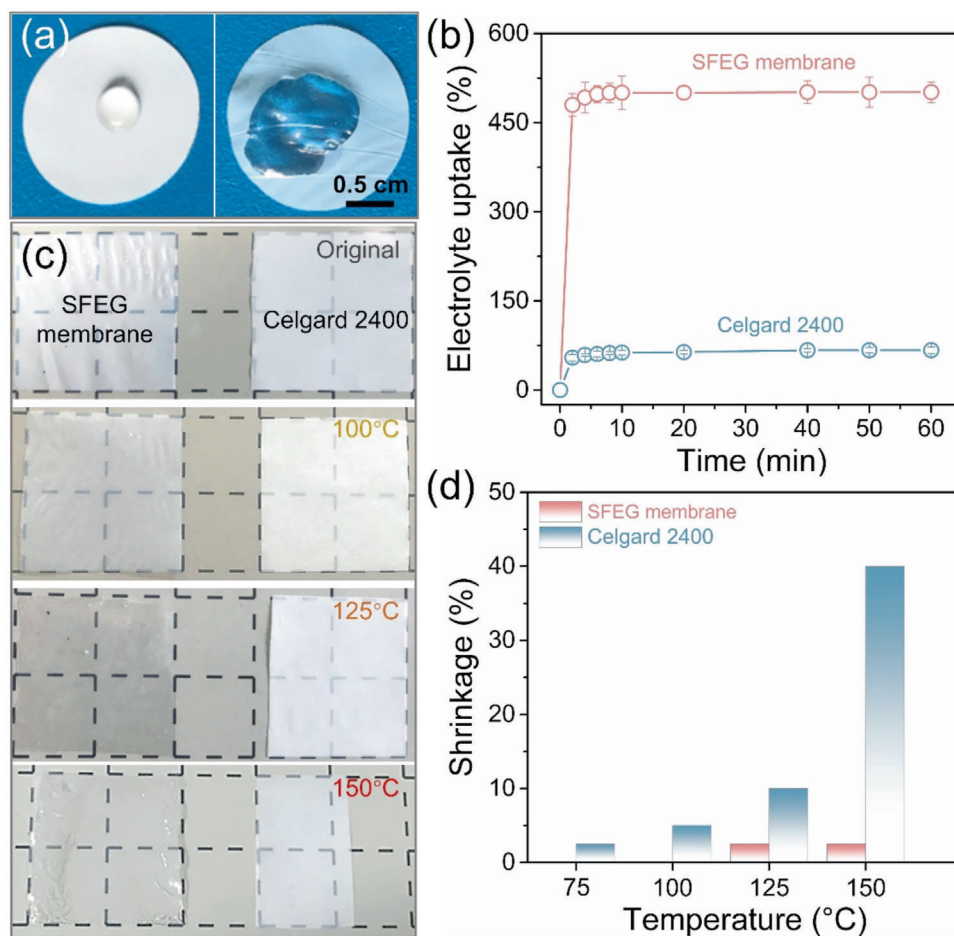 (a)
0.5 cm
(b)
600
450
300
150
0
Electrolyte uptake (%)
SFEG membrane
Celgard 2400
0
10
20
30
40
50
60
Time (min)
(c)
Original
SFEG
membrane
Celgard 2400
100°C
125°C
150°C
(d)
50
40
30
20
10
0
Shrinkage (%)
SFEG membrane
Celgard 2400
75
100
125
150
Temperature (°C)